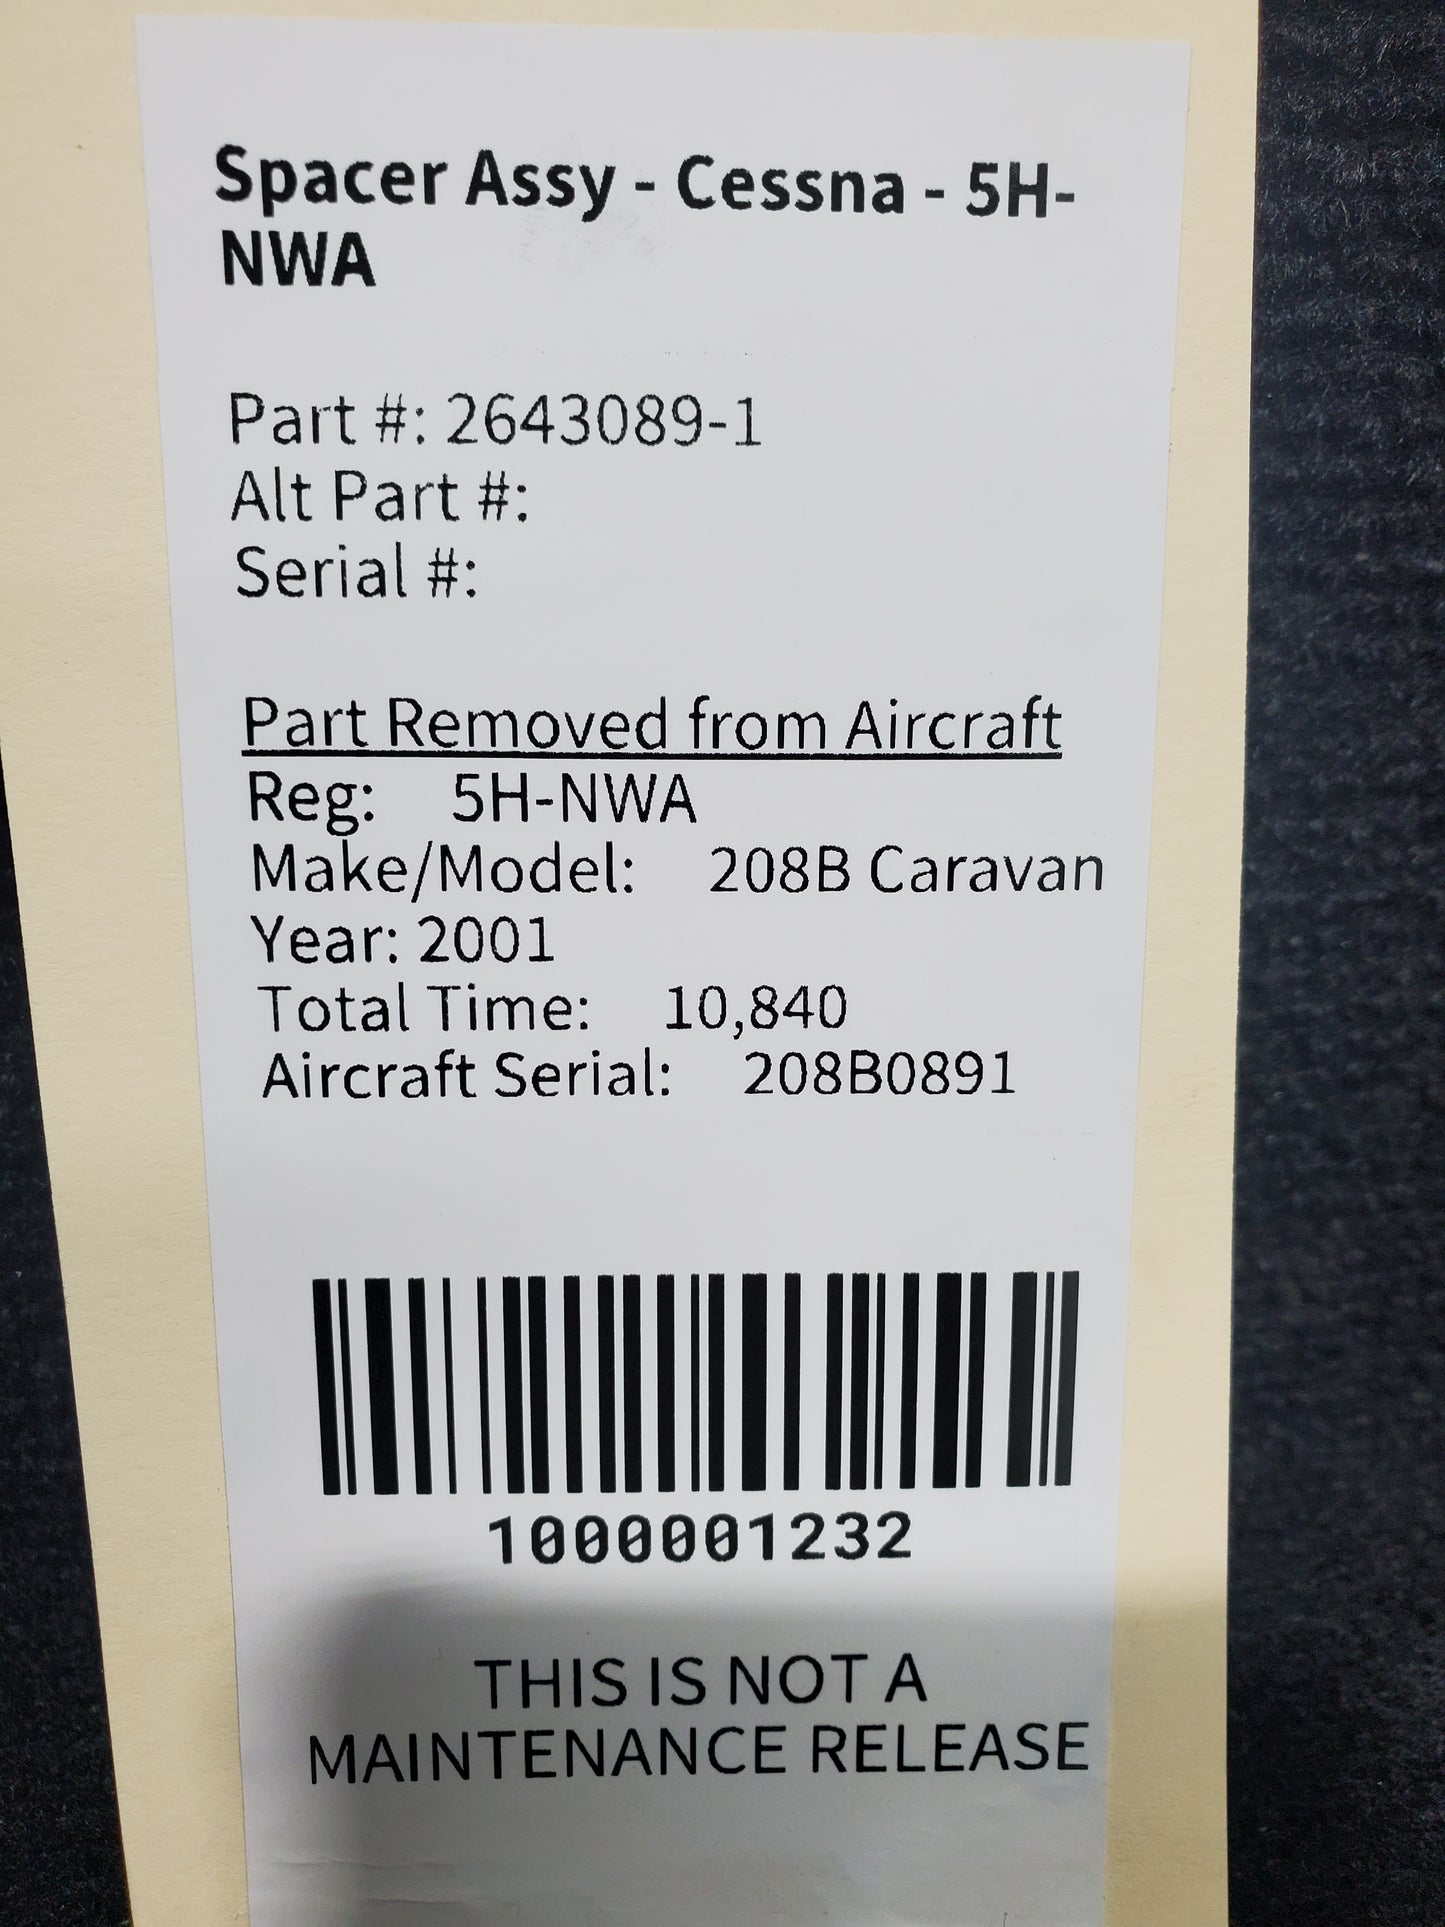 Spacer Assy - Cessna - 5H-
NWA
Part #: 2643089-1
Alt Part #:
Serial #:
Part Removed from Aircraft
Reg: 5H-NWA
Make/Model: 208B Caravan
Year: 2001
Total Time: 10,840
Aircraft Serial: 208B0891
1000001232
THIS IS NOT A
MAINTENANCE RELEASE